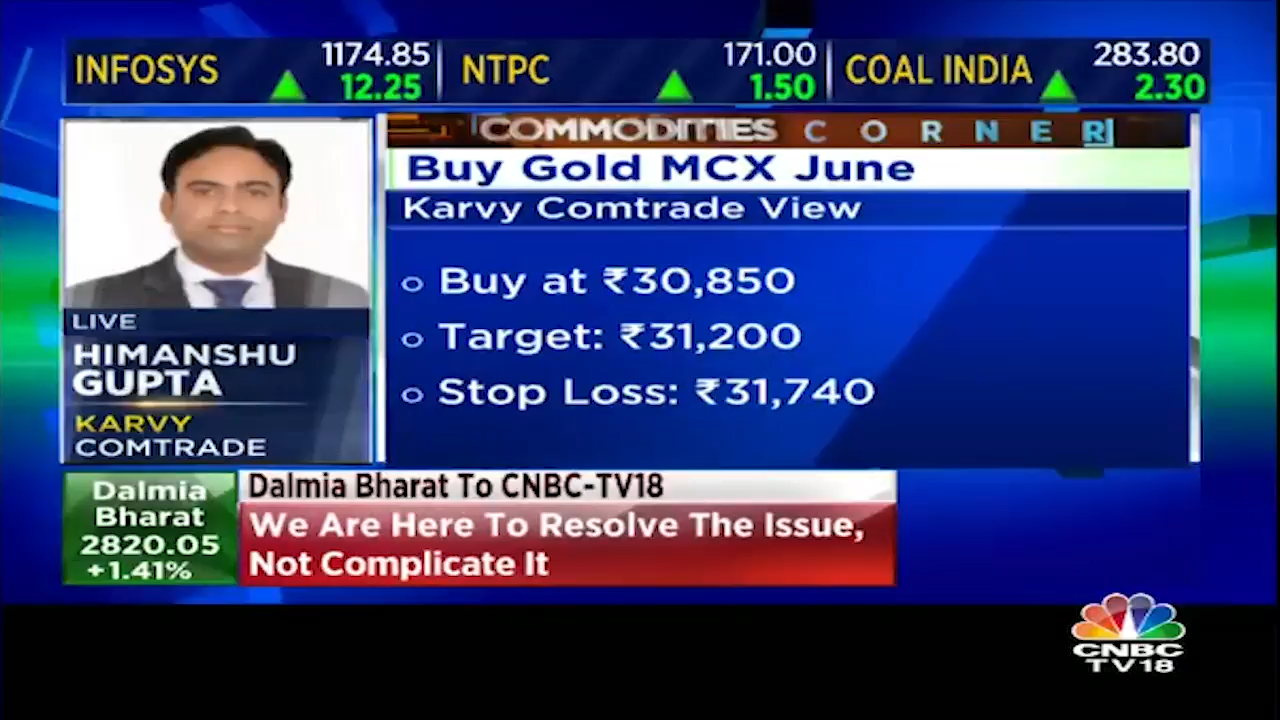 INFOSYS 1174.85 12.25
NTPC 171.00 1.50
COAL INDIA 283.80 2.30
COMMODITIES CORNER
Buy Gold MCX June
Karvy Comtrade View
Buy at ₹30,850
Target: ₹31,200
Stop Loss: ₹31,740
LIVE
HIMANSHU
GUPTA
KARVY
COMTRADE
Dalmia
Bharat
2820.05
+1.41%
Dalmia Bharat To CNBC-TV18
We Are Here To Resolve The Issue,
Not Complicate It
CNBC
TV18